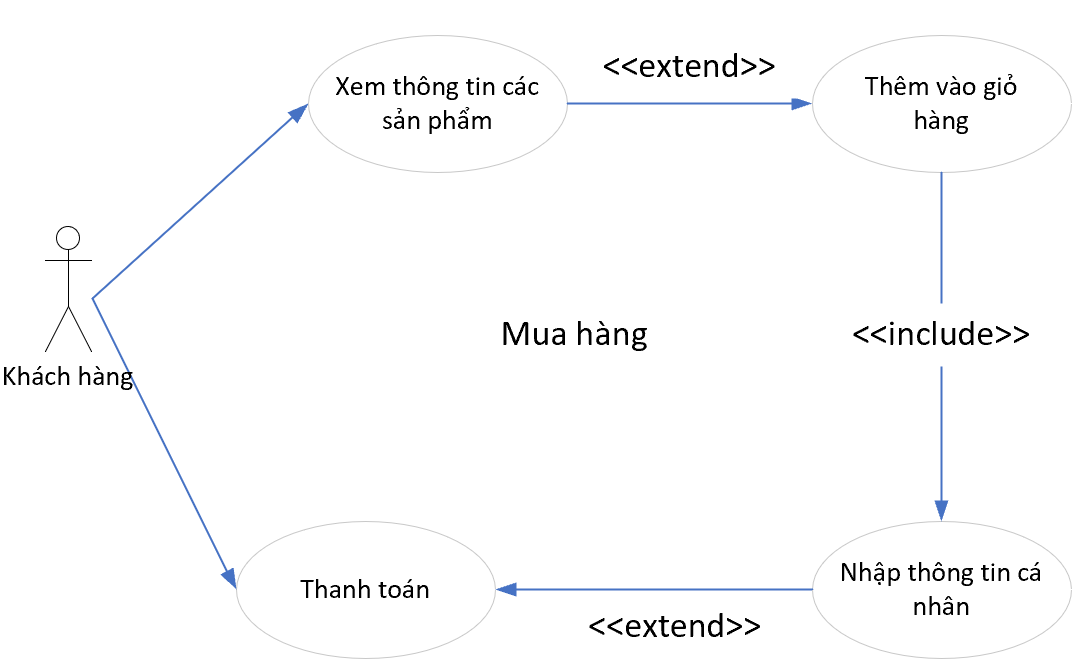 <<extend>>
Xem thông tin các
sản phẩm
Thêm vào giỏ
hàng
Mua hàng
<<include>>
Khách hàng
Nhập thông tin cá
nhân
Thanh toán
<<extend>>